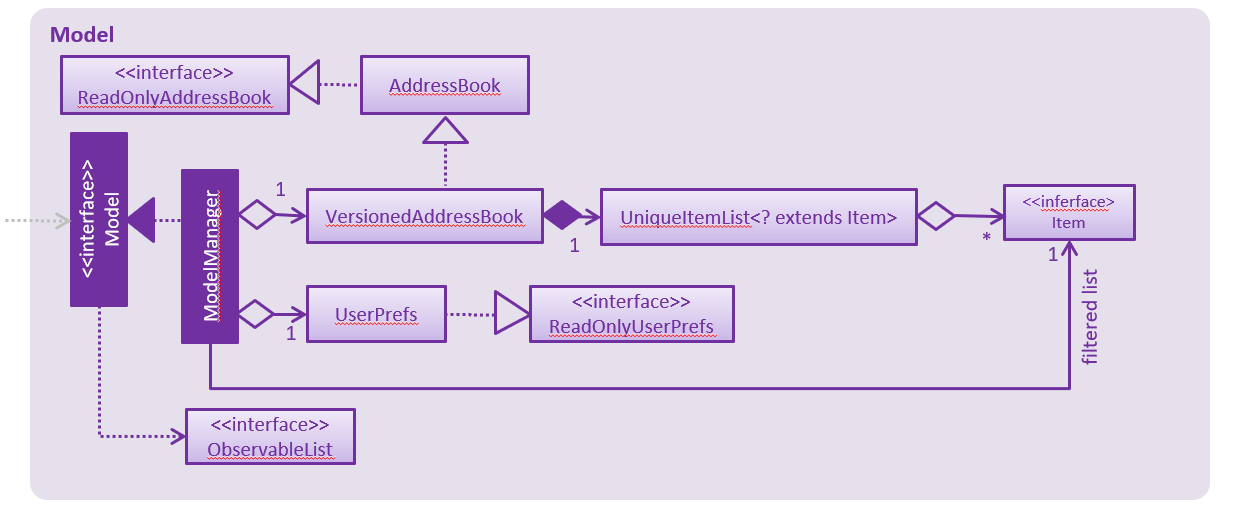 Model
<<interface>>
ReadOnlyAddressBook
AddressBook
<<interface>>
Model
ModelManager
1
VersionedAddressBook
1
UniqueItemList<? extends Item>
*
<<inferface>
Item
1
filtered list
1
UserPrefs
<<interface>>
ReadOnlyUserPrefs
<<interface>>
ObservableList